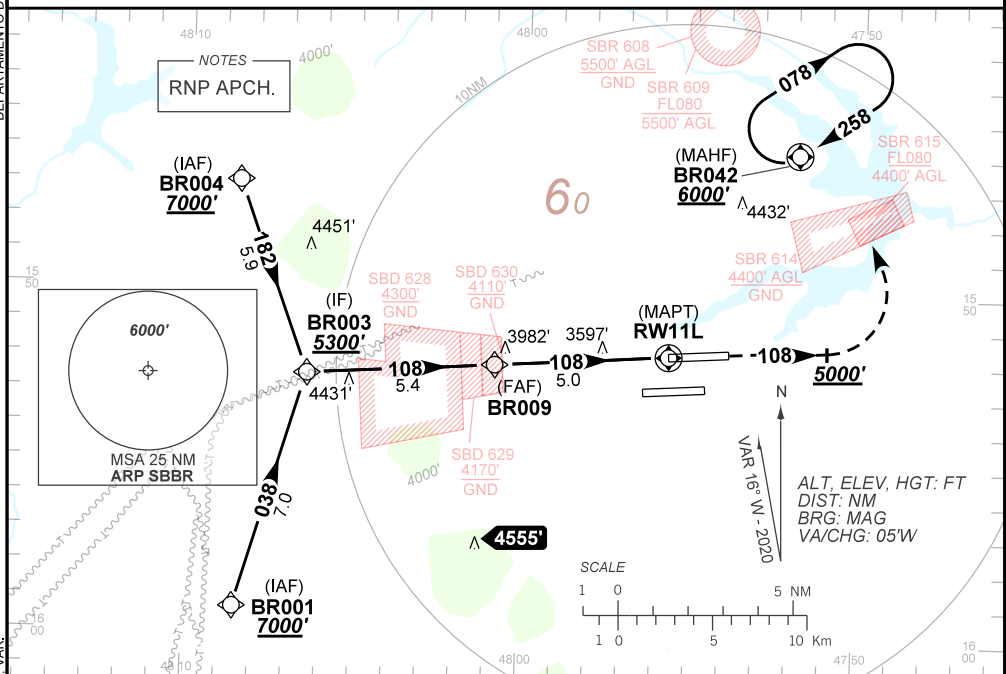 48 00
47 50
4000'
NOTES
RNP APCH.
10NM
SBR 608
5500' AGL
GND
SBR 609
FL080
5500' AGL
078
258
(MAHF)
BR042
6000'
SBR 615
FL080
4400' AGL
(IAF)
BR004
7000'
60
4432'
4451'
182
5.9
SBR 614
4400' AGL
GND
15
50
SBD 628
4300'
GND
SBD 630
4110'
GND
6000'
(IF)
BR003
5300'
(MAPT)
RW11L
15
50
3982'
3597'
108
5.4
108
5.0
108
5000'
4431'
(FAF)
BR009
N
MSA 25 NM
ARP SBBR
SBD 629
4170'
GND
4000'
038
7.0
VAR 16° W - 2020
ALT, ELEV, HGT: FT
DIST: NM
BRG: MAG
VA/CHG: 05'W
4555'
SCALE
1 0 5 NM
1 0 5 10 Km
(IAF)
BR001
7000'
16
00
16
00
48 10
48 00
47 50
VAR.